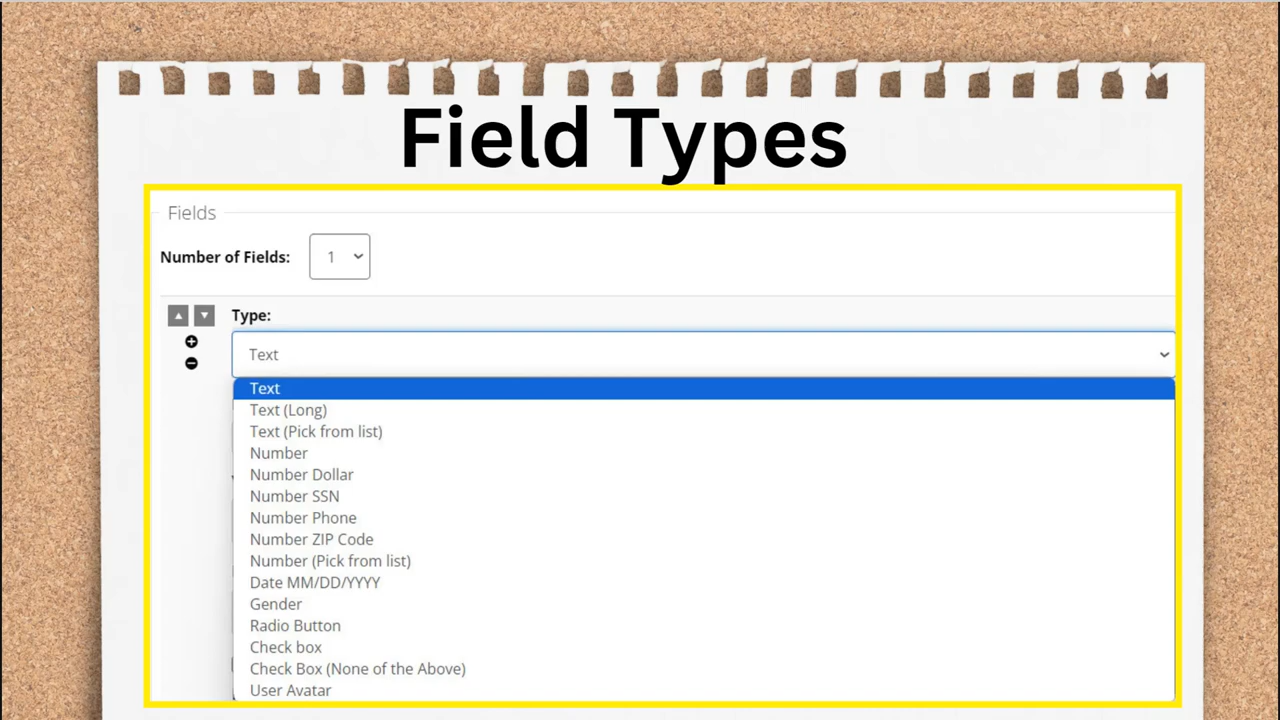 Field Types
Fields
Number of Fields: 1
Type:
Text
Text
Text (Long)
Text (Pick from list)
Number
Number Dollar
Number SSN
Number Phone
Number ZIP Code
Number (Pick from list)
Date MM/DD/YYYY
Gender
Radio Button
Check box
Check Box (None of the Above)
User Avatar